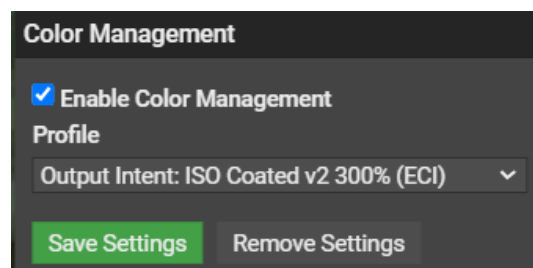 Color Management
Enable Color Management
Profile
Output Intent: ISO Coated v2 300% (ECI)
Save Settings Remove Settings